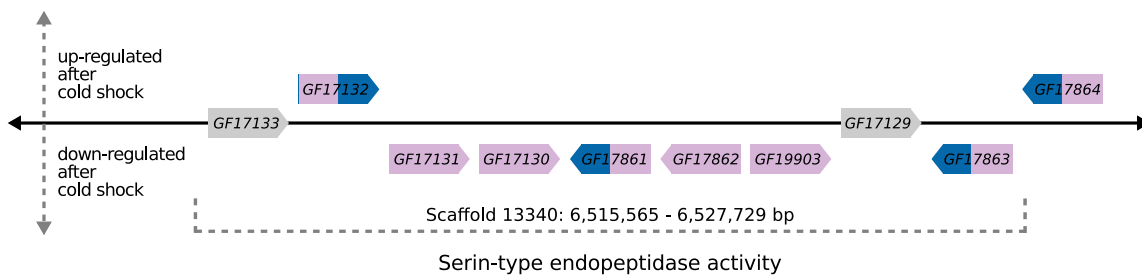 up-regulated
after
cold shock
GF17132
GF17864
GF17133
GF17129
down-regulated
after
cold shock
GF17131
GF17130
GF17861
GF17862
GF19903
GF17863
Scaffold 13340: 6,515,565 - 6,527,729 bp
Serin-type endopeptidase activity